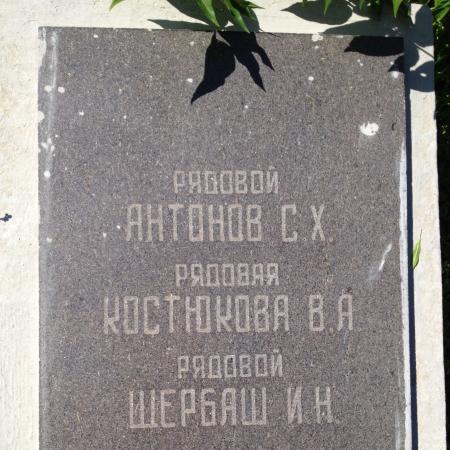 РЯДОВОЙ
АНТОНОВ С.Х.
РЯДОВАЯ
КОСТЮКОВА В.А
РЯДОВОЙ
ЩЕРБАШ И.Н.